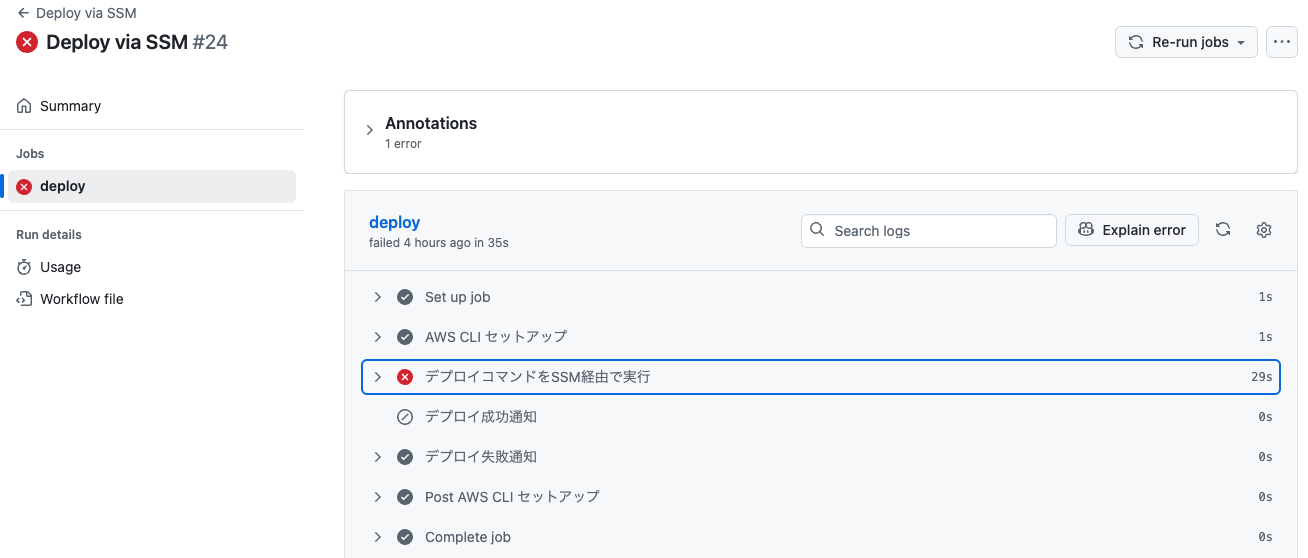 Deploy via SSM
Deploy via SSM #24
Re-run jobs
Summary
Jobs
deploy
Run details
Usage
Workflow file
Annotations
1 error
deploy
failed 4 hours ago in 35s
Search logs
Explain error
Set up job 1s
AWS CLI セットアップ 1s
デプロイコマンドをSSM経由で実行 29s
デプロイ成功通知 0s
デプロイ失敗通知 0s
Post AWS CLI セットアップ 0s
Complete job 0s